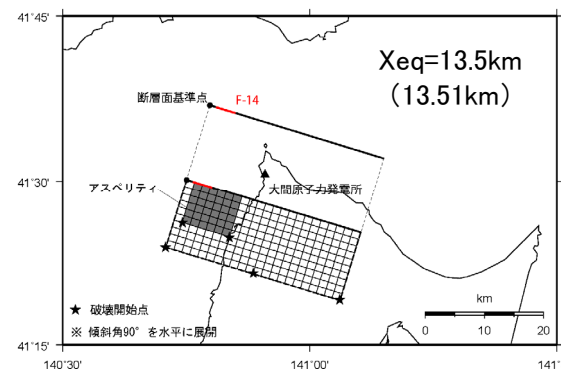 41°45'
Xeq=13.5km
(13.51km)
断層面基準点
F-14
41°30'
アスペリティ
大間原子力発電所
★ 破壊開始点
※ 傾斜角90°を水平に展開
km
0 10 20
41°15'
140°30' 141°00' 141°